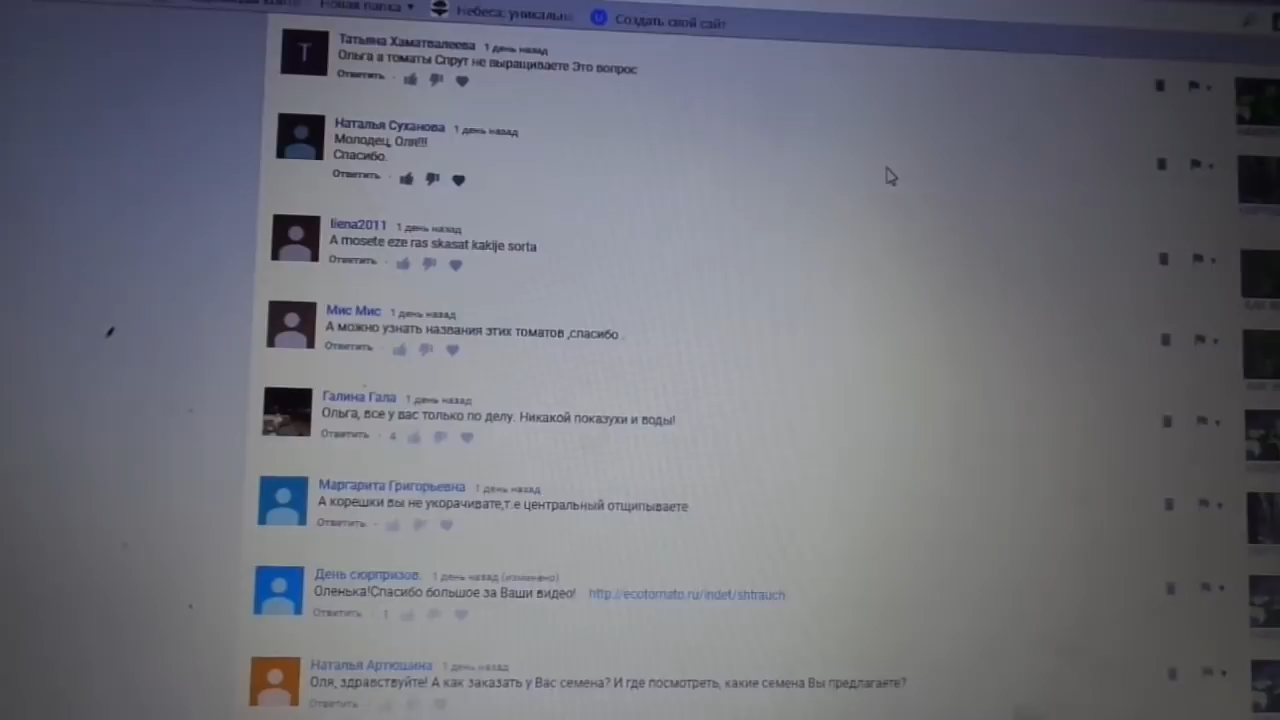 Новая папка
Небеса: уникальн
Создать свой сайт
Татьяна Хаматвалеева 1 день назад
Ольга а томаты Спрут не выращиваете Это вопрос
Ответить
Наталья Суханова 1 день назад
Молодец, Оля!!!
Спасибо.
Ответить
liena2011 1 день назад
A mosete eze ras skasat kakije sorta
Ответить
Мис Мис 1 день назад
А можно узнать названия этих томатов ,спасибо .
Ответить
Галина Гала 1 день назад
Ольга, все у вас только по делу. Никакой показухи и воды!
Ответить · 4
Маргарита Григорьевна 1 день назад
А корешки вы не укорачивате,т.е центральный отщипываете
Ответить
День сюрпризов. 1 день назад (изменено)
Оленька!Спасибо большое за Ваши видео! http://ecotomato.ru/indet/shtrauch
Ответить · 1
Наталья Артюшина 1 день назад
Оля, здравствуйте! А как заказать у Вас семена? И где посмотреть, какие семена Вы предлагаете?
Ответить